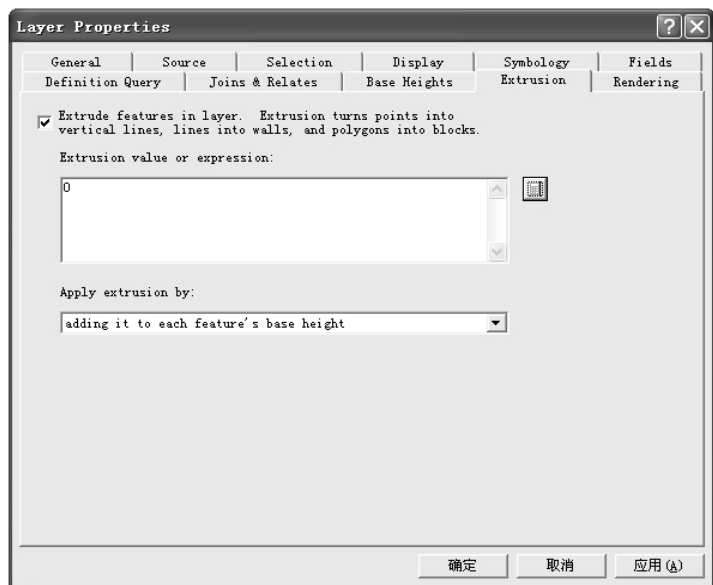 Layer Properties
General Source Selection Display Symbology Fields
Definition Query Joins & Relates Base Heights Extrusion Rendering
Extrude features in layer. Extrusion turns points into
vertical lines, lines into walls, and polygons into blocks.
Extrusion value or expression:
0
Apply extrusion by:
adding it to each feature's base height
确定 取消 应用(A)